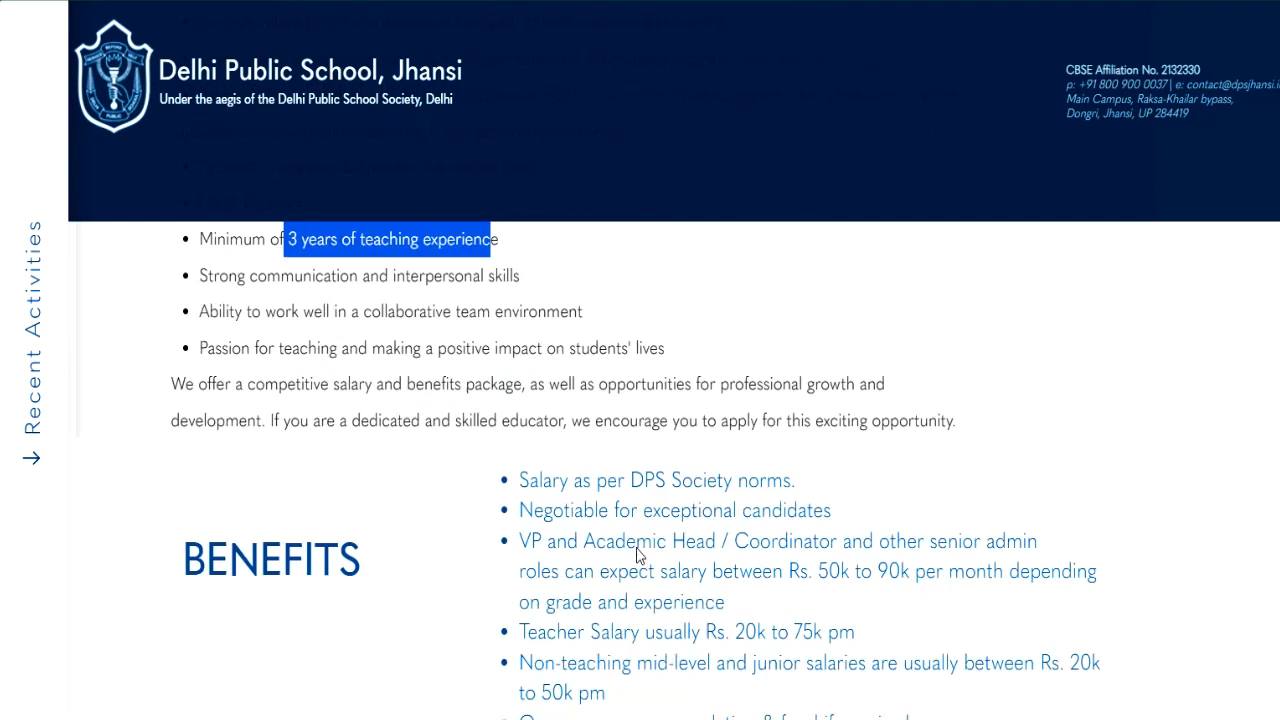 Delhi Public School, Jhansi
Under the aegis of the Delhi Public School Society, Delhi
CBSE Affiliation No. 2132330
p: +91 800 900 0037 | e: contact@dpsjhansi.i
Main Campus, Raksa-Khailar bypass,
Dongri, Jhansi, UP 284419
Recent Activities
• Minimum of 3 years of teaching experience
• Strong communication and interpersonal skills
• Ability to work well in a collaborative team environment
• Passion for teaching and making a positive impact on students' lives
We offer a competitive salary and benefits package, as well as opportunities for professional growth and
development. If you are a dedicated and skilled educator, we encourage you to apply for this exciting opportunity.
BENEFITS
• Salary as per DPS Society norms.
• Negotiable for exceptional candidates
• VP and Academic Head / Coordinator and other senior admin
roles can expect salary between Rs. 50k to 90k per month depending
on grade and experience
• Teacher Salary usually Rs. 20k to 75k pm
• Non-teaching mid-level and junior salaries are usually between Rs. 20k
to 50k pm